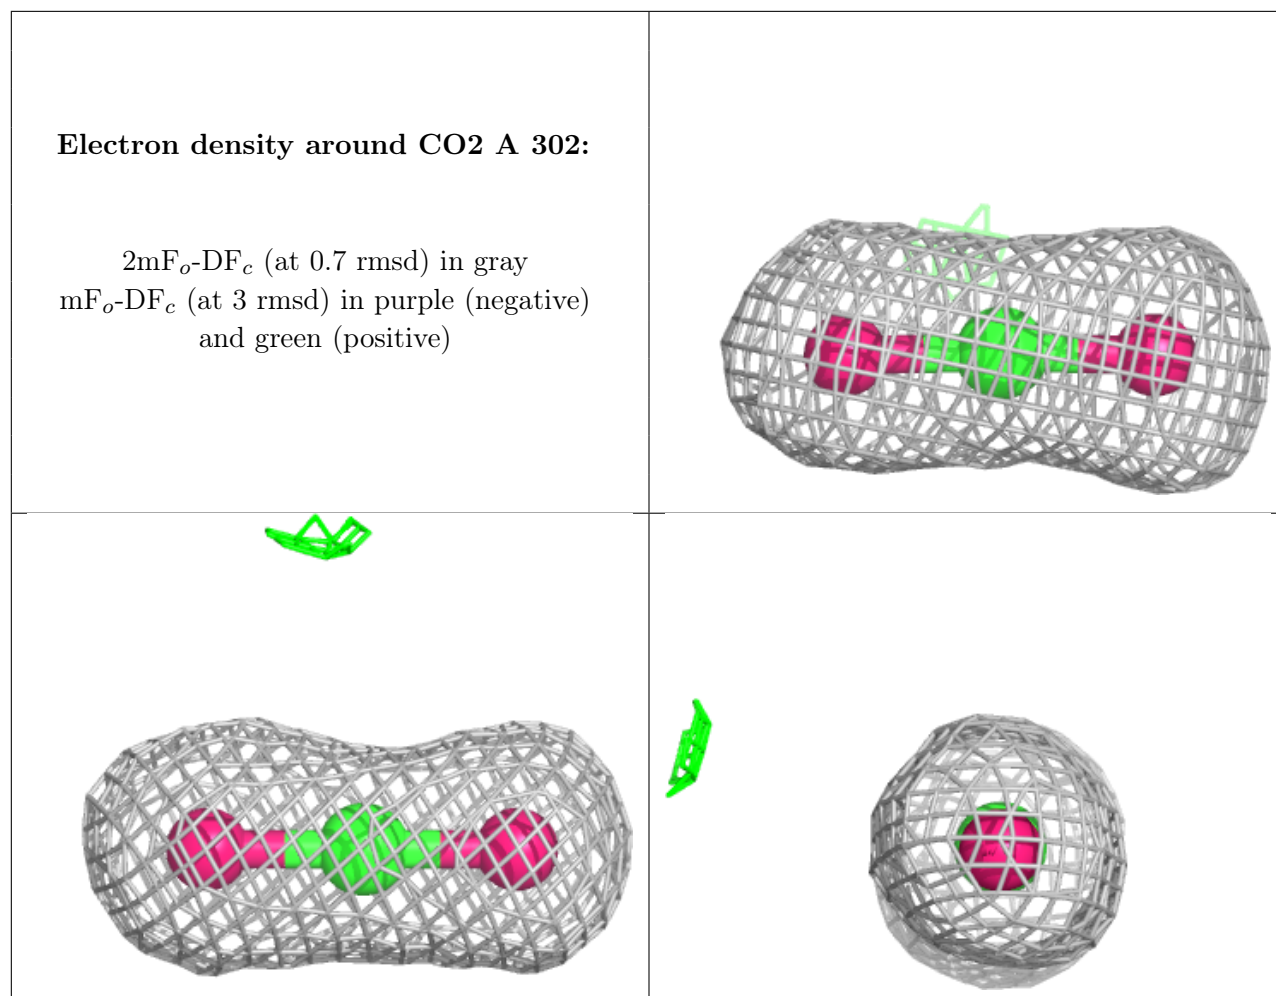 Electron density around CO2 A 302:
2mFo-DFc (at 0.7 rmsd) in gray
mFo-DFc (at 3 rmsd) in purple (negative)
and green (positive)